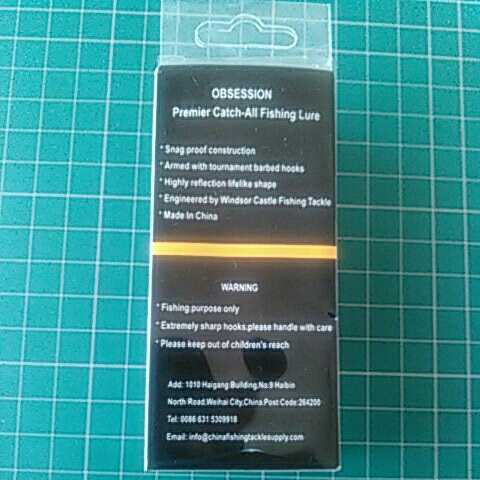 OBSESSION
Premier Catch-All Fishing Lure
* Snag proof construction
* Armed with tournament barbed hooks
* Highly reflection lifelike shape
* Engineered by Windsor Castle Fishing Tackle
* Made In China
WARNING
* Fishing purpose only
* Extremely sharp hooks,please handle with care
* Please keep out of children's reach
Add: 1010 Haigang Building,No.9 Haibin
North Road,Weihai City,China.Post Code:264200
Tel: 0086 631 5309918
Email: info@chinafishingtacklesupply.com